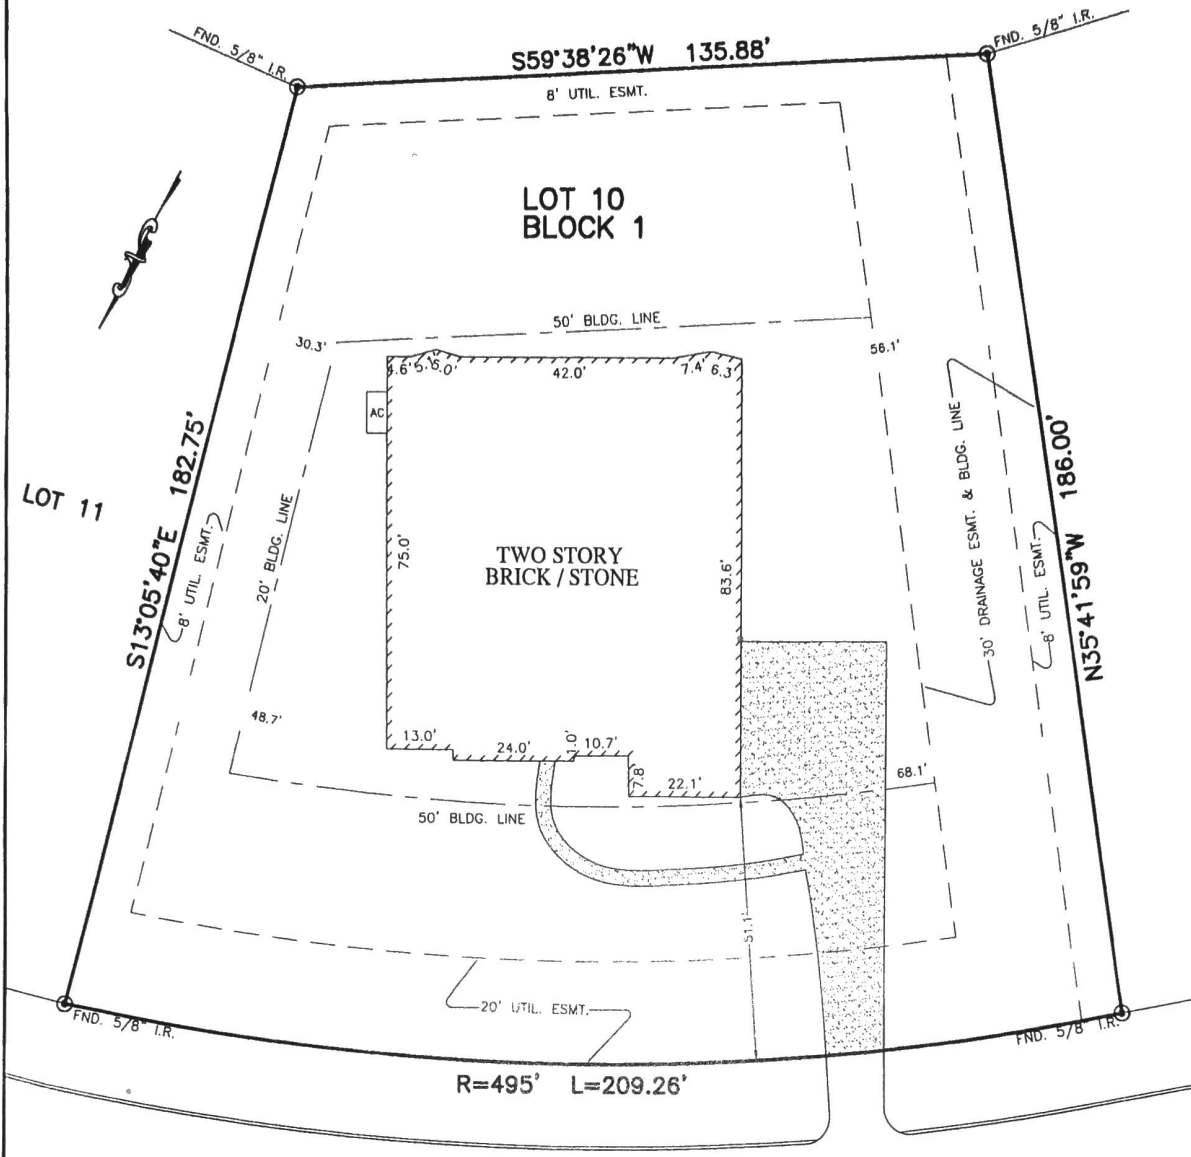 FND. 5/8" I.R.
S59°38'26"W 135.88'
FND. 5/8" I.R.
8' UTIL. ESMT.
LOT 10
BLOCK 1
50' BLDG. LINE
30.3'
56.1'
4.6'
42.0'
7.4'
6.3'
AC
LOT 11
S13°05'40"E 182.75'
8' UTIL. ESMT.
20' BLDG. LINE
75.0'
TWO STORY
BRICK / STONE
83.6'
30' DRAINAGE ESMT. & BLDG. LINE
8' UTIL. ESMT.
N35°41'59"W 186.00'
48.7'
13.0'
24.0'
1.0'
10.7'
7.8'
22.1'
68.1'
50' BLDG. LINE
51.1'
20' UTIL. ESMT.
FND. 5/8" I.R.
FND. 5/8" I.R.
R=495' L=209.26'